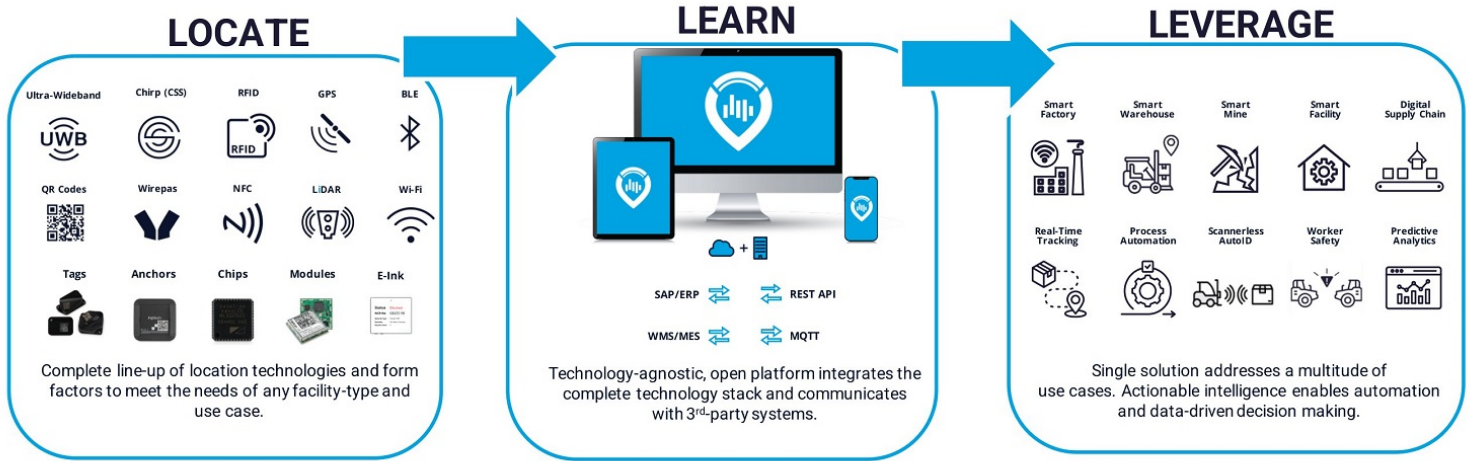 LOCATE
Ultra-Wideband
Chirp (CSS)
RFID
GPS
BLE
UWB
RFID
QR Codes
Wirepas
NFC
LiDAR
Wi-Fi
Tags
Anchors
Chips
Modules
E-Ink
Complete line-up of location technologies and form
factors to meet the needs of any facility-type and
use case.
LEARN
+
SAP/ERP
REST API
WMS/MES
MQTT
Technology-agnostic, open platform integrates the
complete technology stack and communicates
with 3rd-party systems.
LEVERAGE
Smart
Factory
Smart
Warehouse
Smart
Mine
Smart
Facility
Digital
Supply Chain
Real-Time
Tracking
Process
Automation
Scannerless
AutoID
Worker
Safety
Predictive
Analytics
Single solution addresses a multitude of
use cases. Actionable intelligence enables automation
and data-driven decision making.